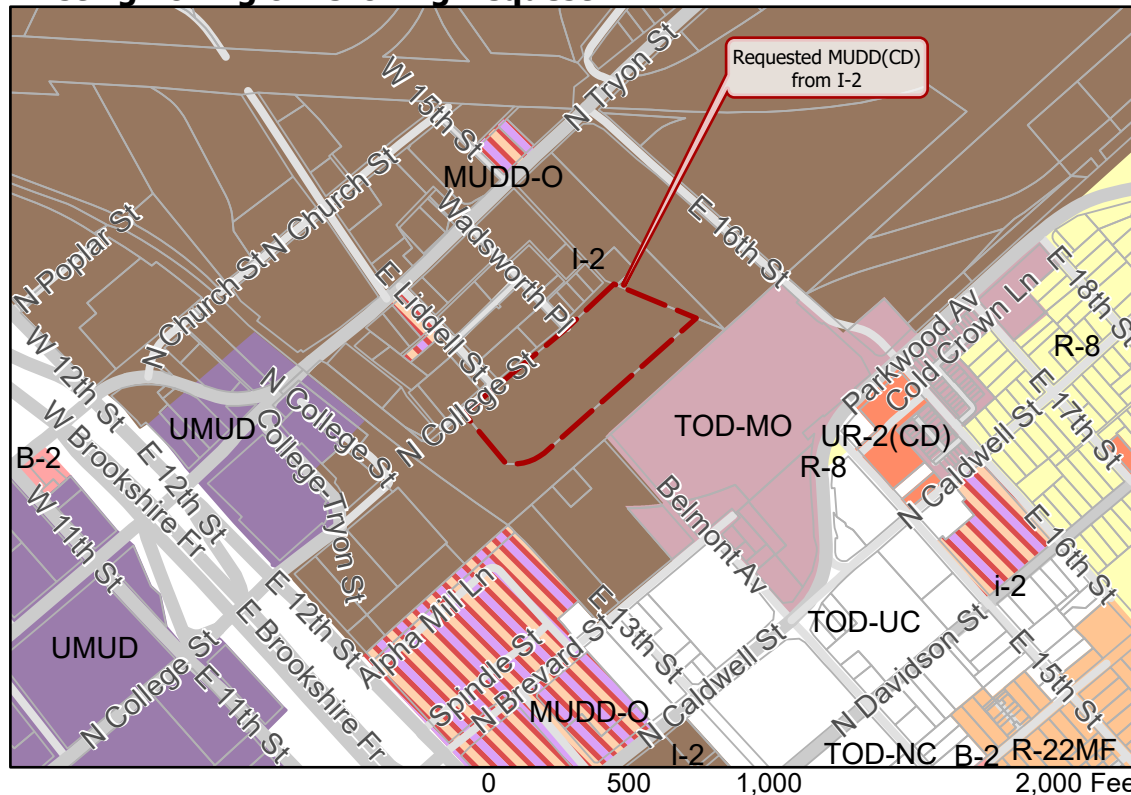 Requested MUDD(CD)
from I-2
N Tryon St
W 15th St
MUDD-O
N Church St
Wadsworth Pl
E 16th St
N Poplar St
I-2
E 18th St
N Church St
E Liddell St
Parkwood Av
Cold Crown Ln
R-8
W 12th St
N College St
N College St
E 17th St
UMUD
College-Tryon St
TOD-MO
UR-2(CD)
N Caldwell St
R-8
B-2
W Brookshire Fr
E 12th St
W 11th St
Belmont Av
E 16th St
i-2
E 12th St
Alpha Mill Ln
E 13th St
TOD-UC
UMUD
E Brookshire Fr
Spindle St
N Brevard St
N Caldwell St
N Davidson St
E 15th St
N College St
E 11th St
MUDD-O
I-2
TOD-NC
B-2
R-22MF
0 500 1,000 2,000 Fee